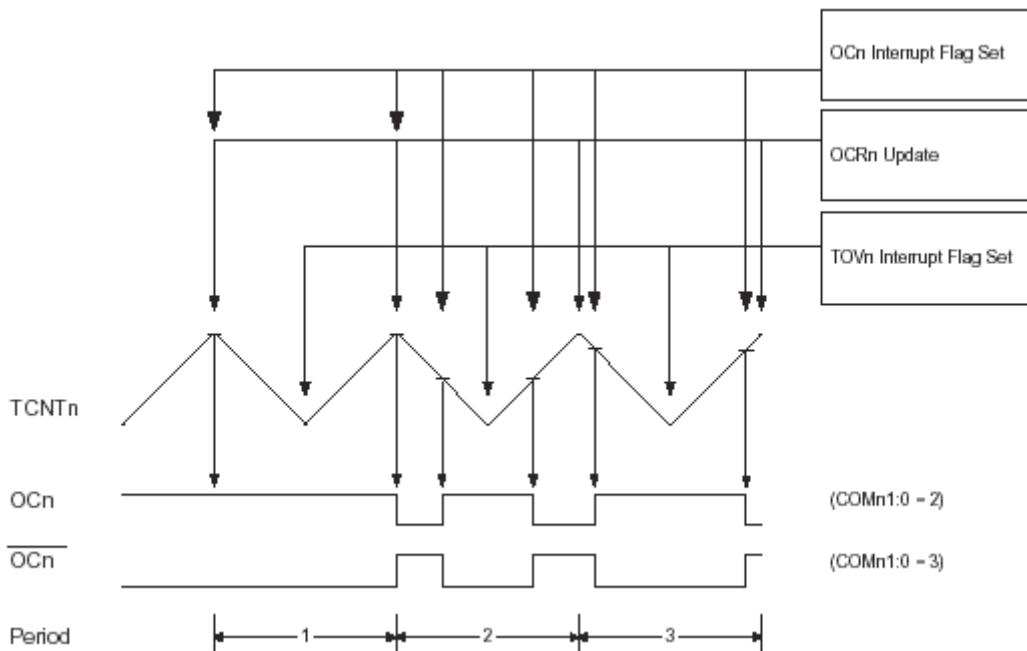 OCn Interrupt Flag Set
OCRn Update
TOVn Interrupt Flag Set
TCNTn
OCn
(COMn1:0 = 2)
OCn
(COMn1:0 = 3)
Period
1
2
3